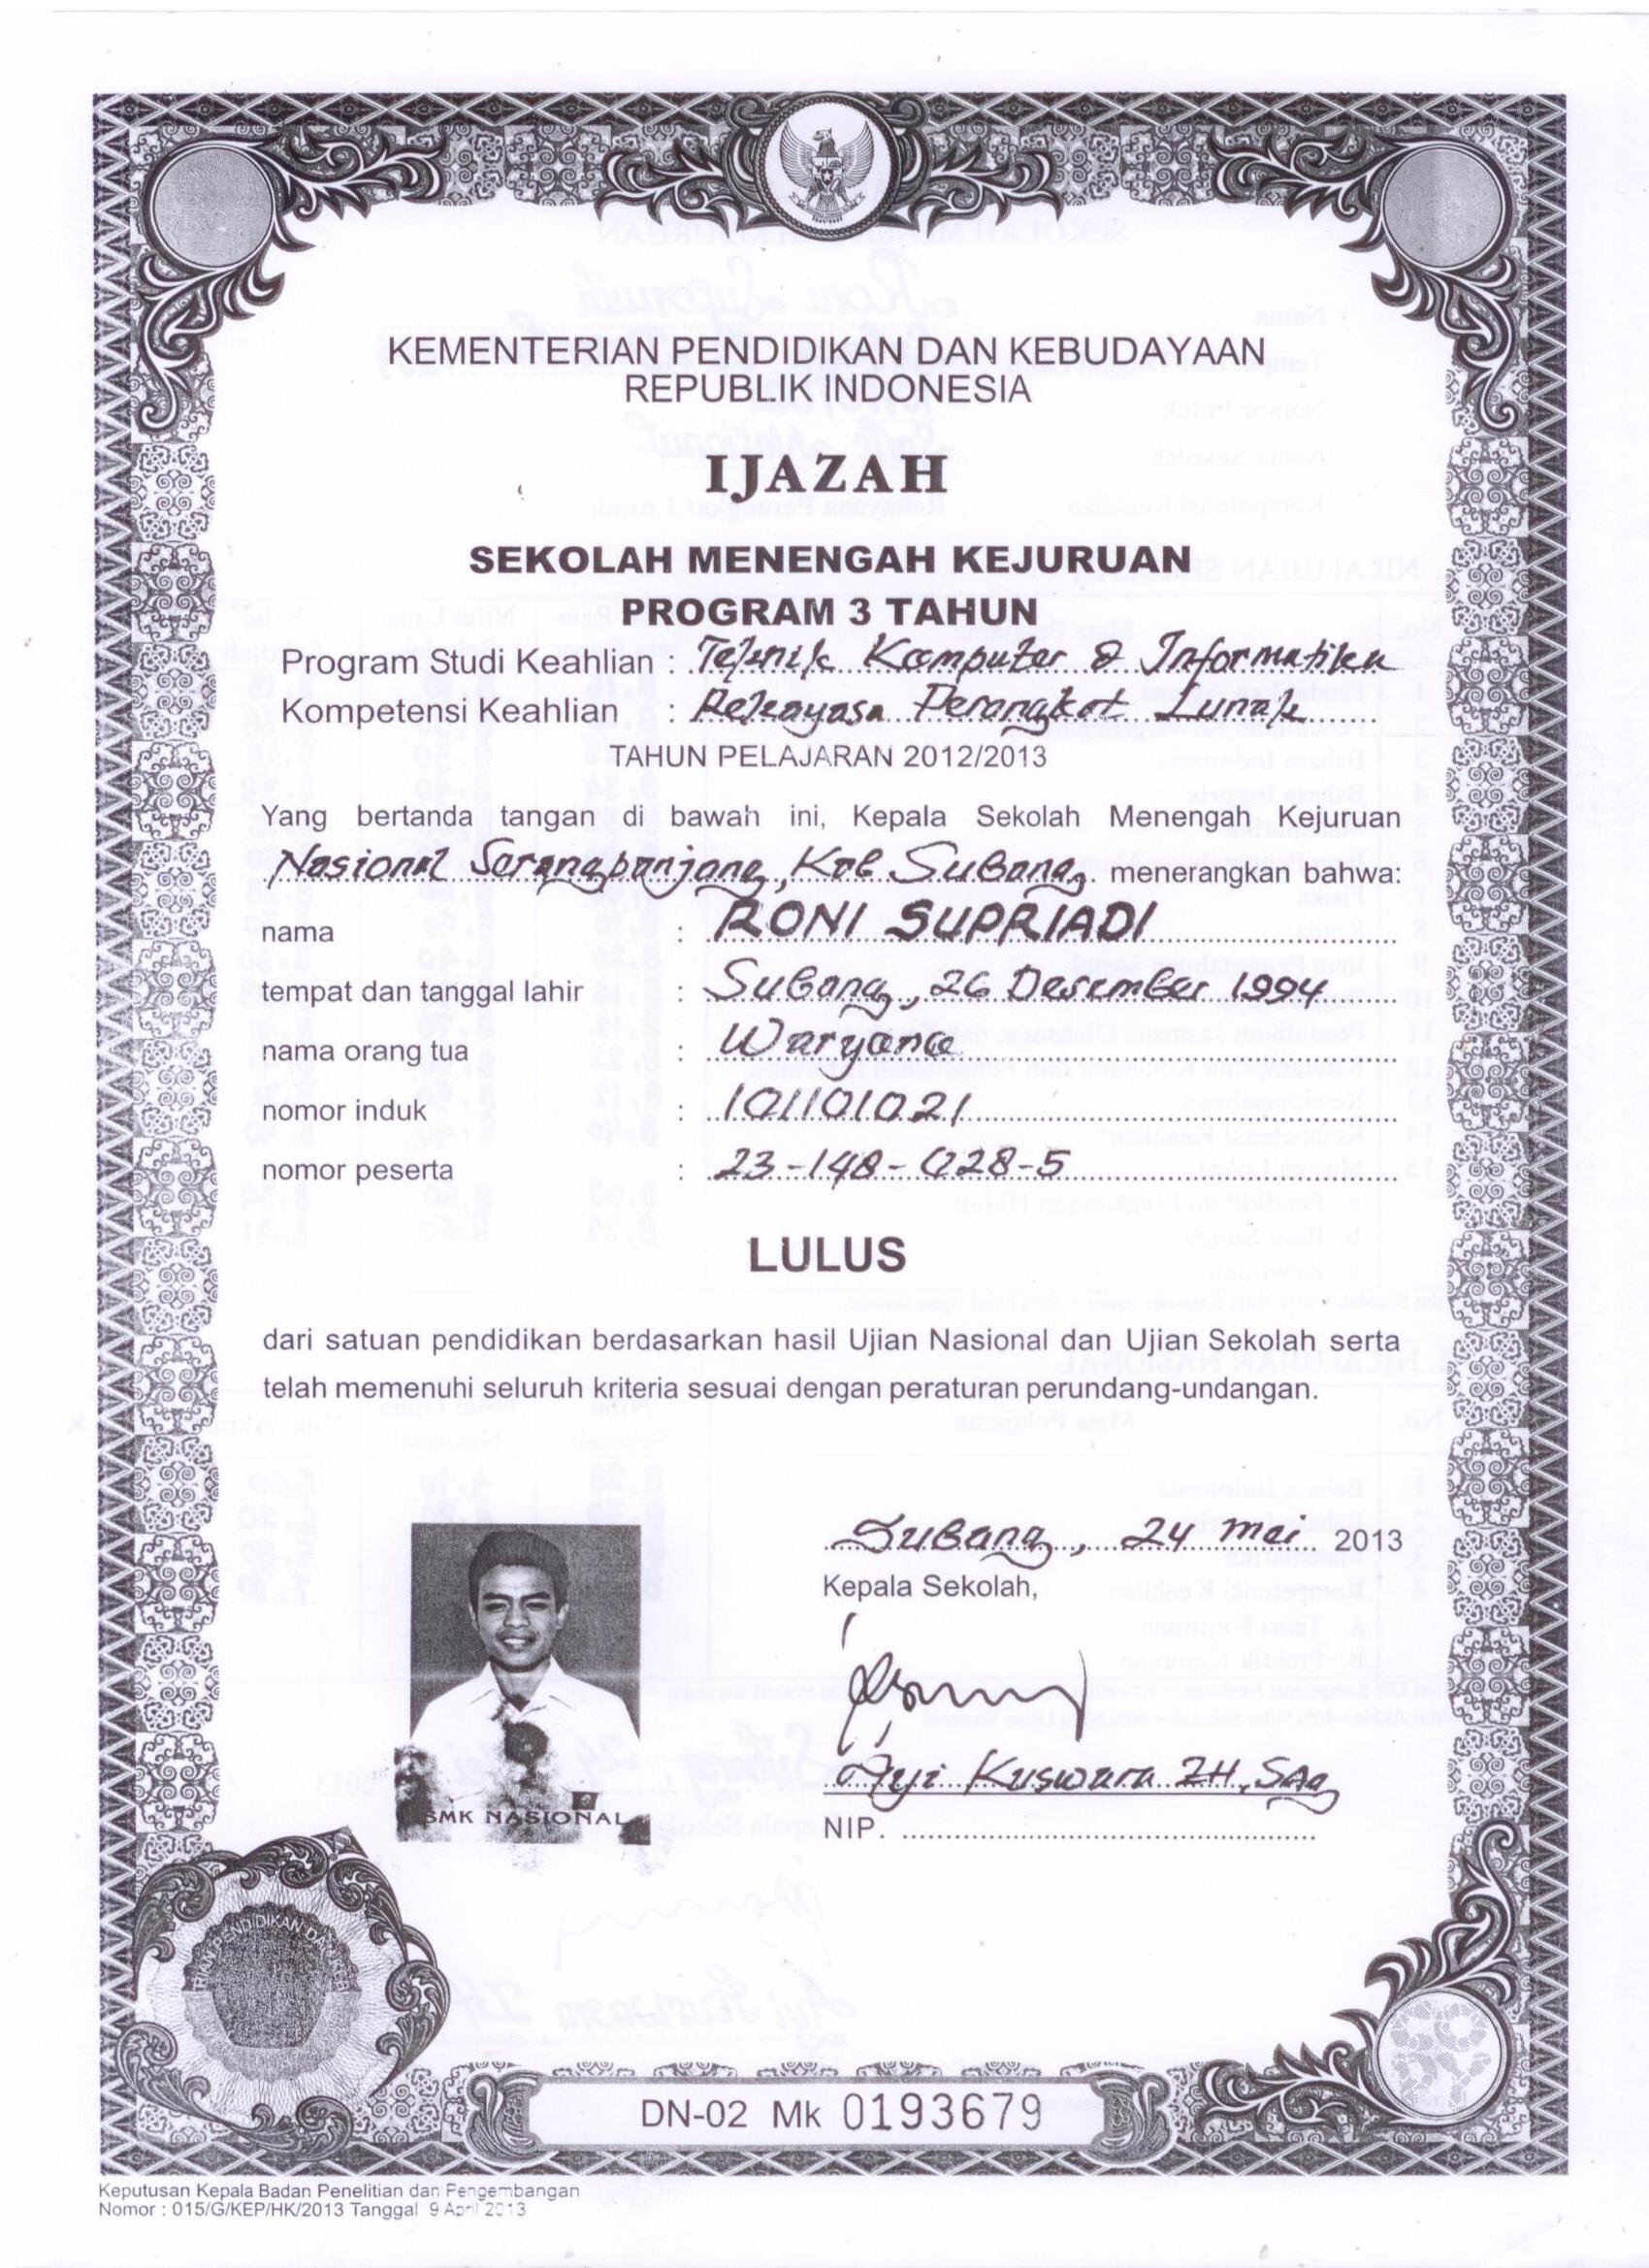 KEMENTERIAN PENDIDIKAN DAN KEBUDAYAAN
REPUBLIK INDONESIA
IJAZAH
SEKOLAH MENENGAH KEJURUAN
PROGRAM 3 TAHUN
Program Studi Keahlian : Teknik Komputer & Informatika
Kompetensi Keahlian : Rekayasa Perangkat Lunak
TAHUN PELAJARAN 2012/2013
Yang bertanda tangan di bawah ini, Kepala Sekolah Menengah Kejuruan
Nasional Serangpanjang, Kab Subang menerangkan bahwa:
nama : RONI SUPRIADI
tempat dan tanggal lahir : Subang, 26 Desember 1994
nama orang tua : Waryono
nomor induk : 101101021
nomor peserta : 23-148-028-5
LULUS
dari satuan pendidikan berdasarkan hasil Ujian Nasional dan Ujian Sekolah serta
telah memenuhi seluruh kriteria sesuai dengan peraturan perundang-undangan.
Subang, 24 Mei 2013
Kepala Sekolah,
Ayi Kuswara ZH, SAg
NIP.
SMK NASIONAL
DN-02 Mk 0193679
Keputusan Kepala Badan Penelitian dan Pengembangan
Nomor : 015/G/KEP/HK/2013 Tanggal 9 April 2013